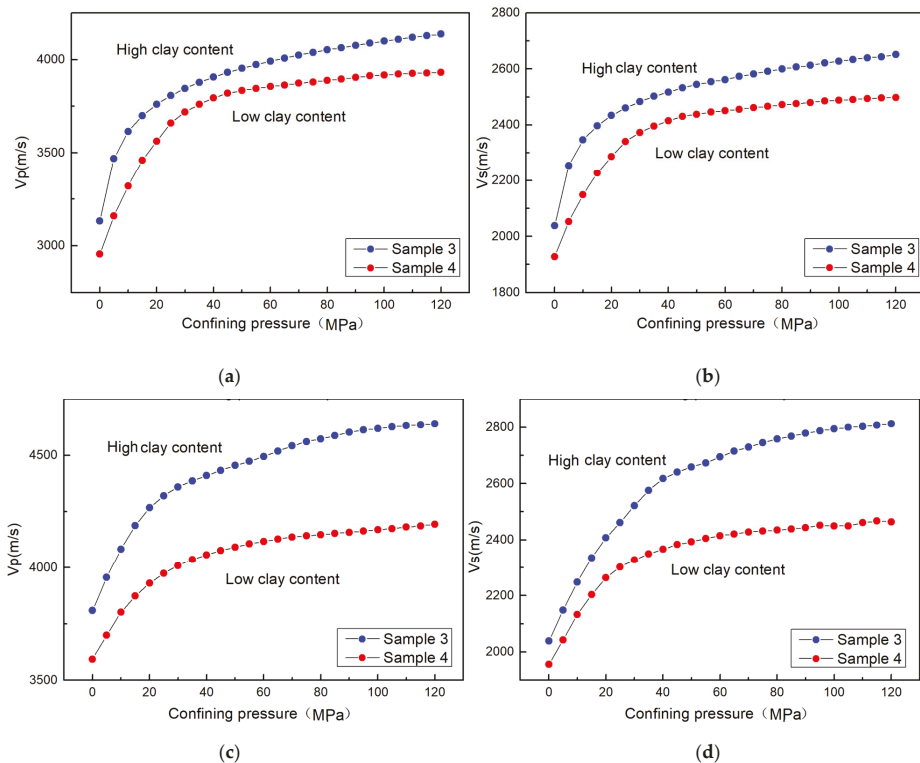 High clay content
Low clay content
Vp(m/s)
4000
3500
3000
0 20 40 60 80 100 120
Confining pressure（MPa）
Sample 3
Sample 4
(a)
High clay content
Low clay content
Vs(m/s)
2800
2600
2400
2200
2000
1800
0 20 40 60 80 100 120
Confining pressure（MPa）
Sample 3
Sample 4
(b)
High clay content
Low clay content
Vp(m/s)
4500
4000
3500
0 20 40 60 80 100 120
Confining pressure（MPa）
Sample 3
Sample 4
(c)
High clay content
Low clay content
Vs(m/s)
2800
2600
2400
2200
2000
0 20 40 60 80 100 120
Confining pressure（MPa）
Sample 3
Sample 4
(d)